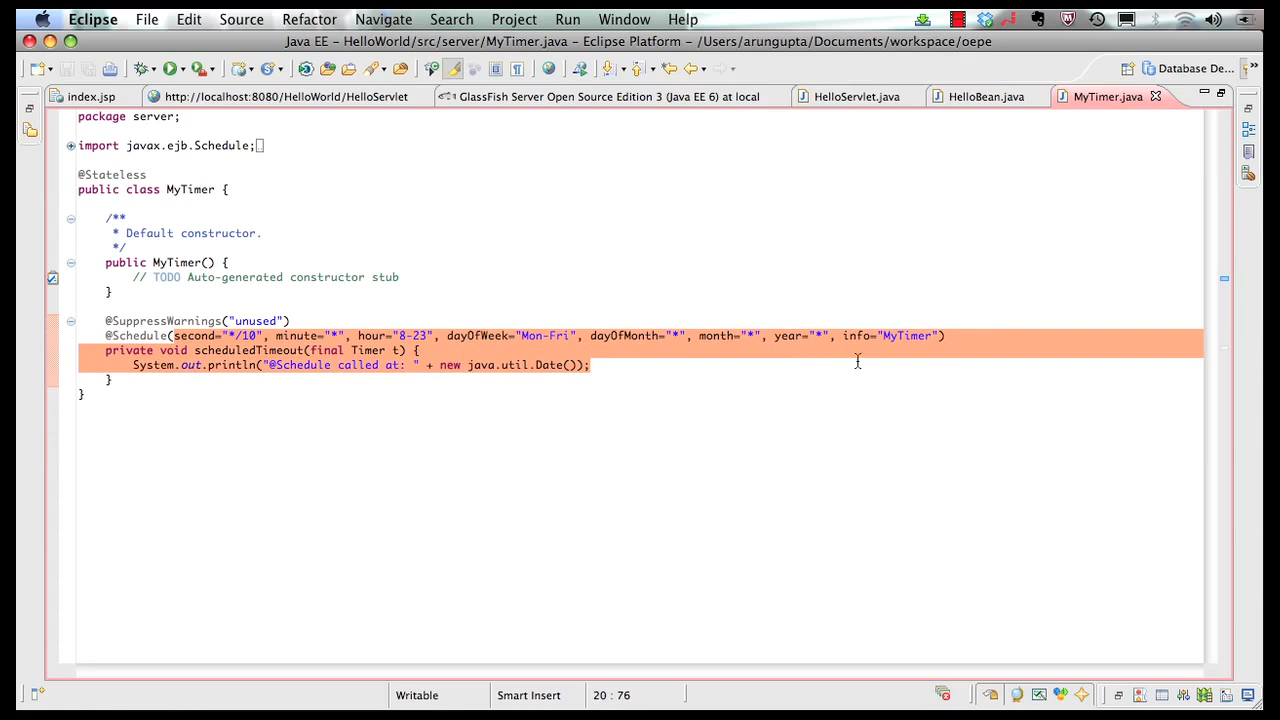 Eclipse File Edit Source Refactor Navigate Search Project Run Window Help
Java EE - HelloWorld/src/server/MyTimer.java - Eclipse Platform - /Users/arungupta/Documents/workspace/oepe
Database De...
index.jsp http://localhost:8080/HelloWorld/HelloServlet GlassFish Server Open Source Edition 3 (Java EE 6) at local HelloServlet.java HelloBean.java MyTimer.java
package server;
import javax.ejb.Schedule;
@Stateless
public class MyTimer {
/**
* Default constructor.
*/
public MyTimer() {
// TODO Auto-generated constructor stub
}
@SuppressWarnings("unused")
@Schedule(second="*/10", minute="*", hour="8-23", dayOfWeek="Mon-Fri", dayOfMonth="*", month="*", year="*", info="MyTimer")
private void scheduledTimeout(final Timer t) {
System.out.println("@Schedule called at: " + new java.util.Date());
}
}
Writable Smart Insert 20 : 76